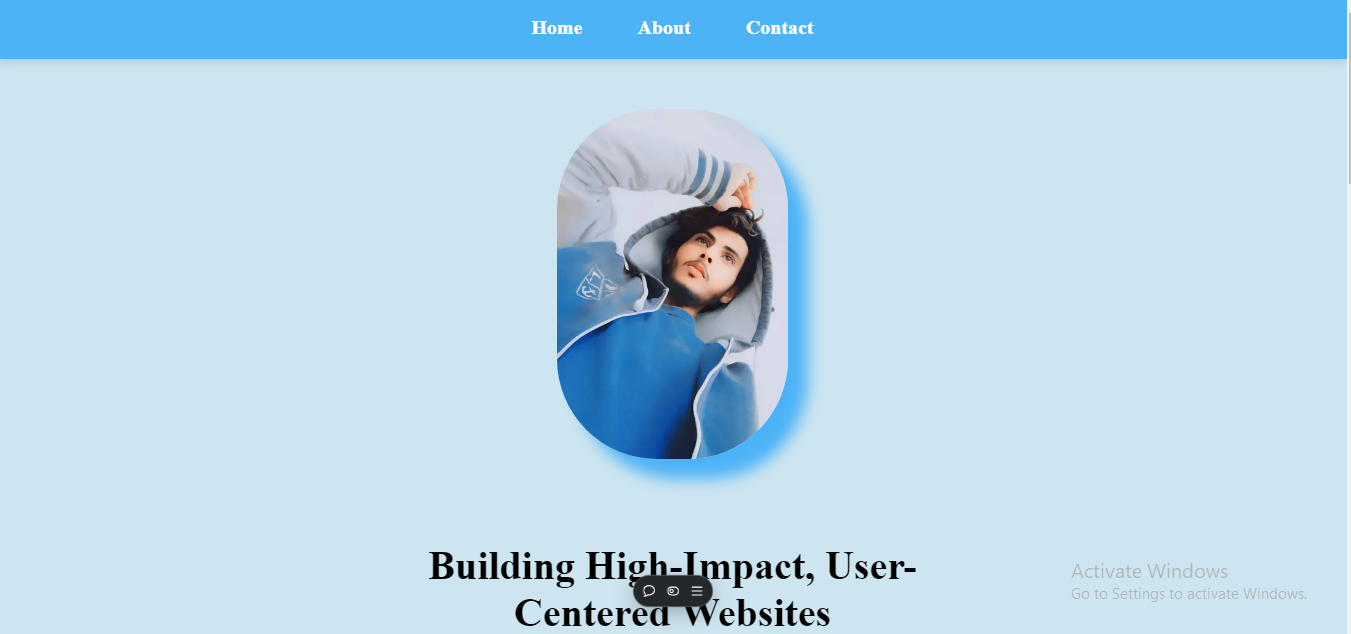 Home About Contact
Building High-Impact, User-
Centered Websites
Activate Windows
Go to Settings to activate Windows.